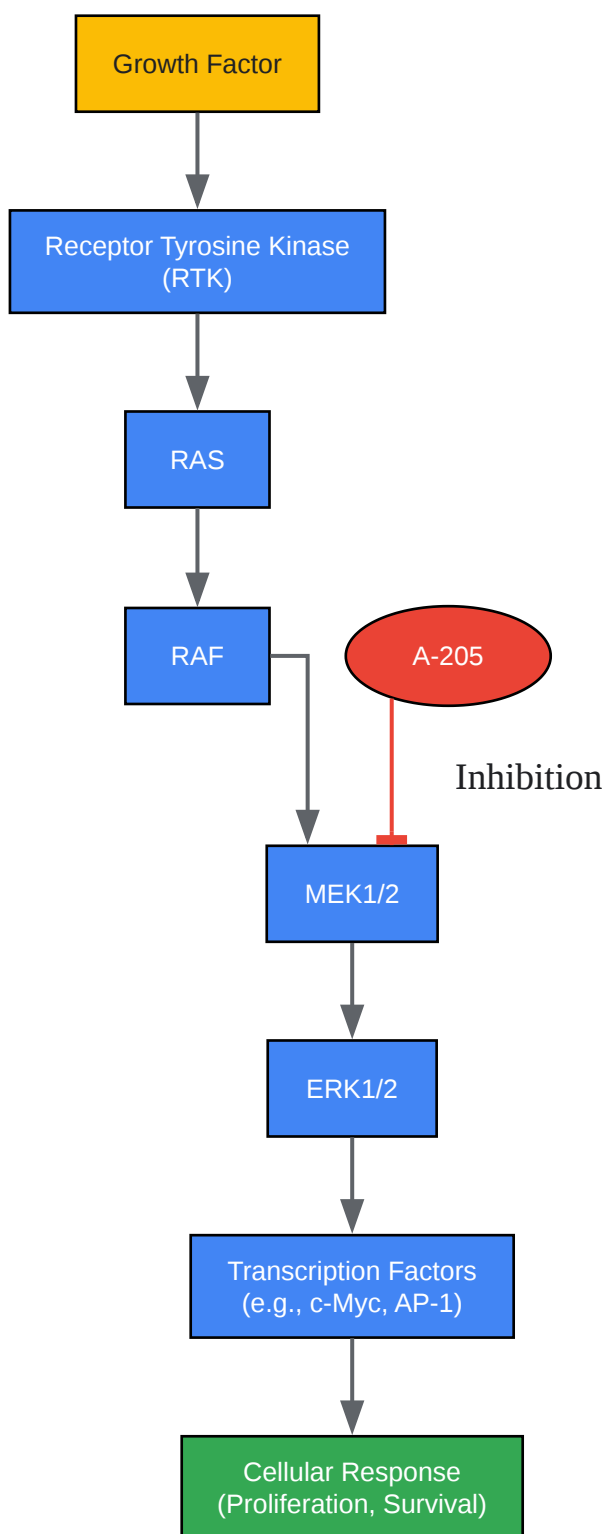 Growth Factor
Receptor Tyrosine Kinase
(RTK)
RAS
RAF
A-205
Inhibition
MEK1/2
ERK1/2
Transcription Factors
(e.g., c-Myc, AP-1)
Cellular Response
(Proliferation, Survival)